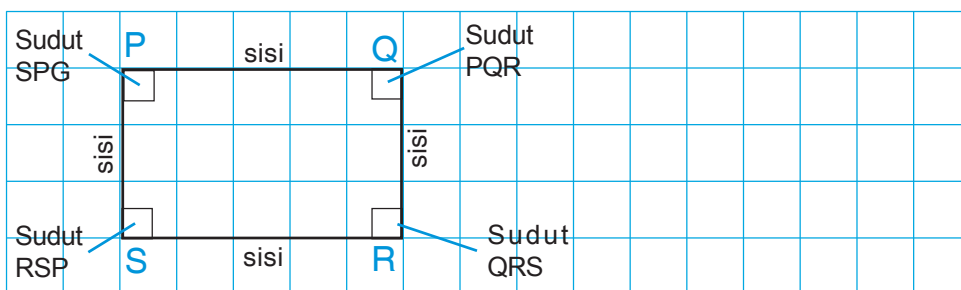 Sudut
SPG
P
sisi
Q
Sudut
PQR
sisi
sisi
Sudut
RSP
S
sisi
R
Sudut
QRS